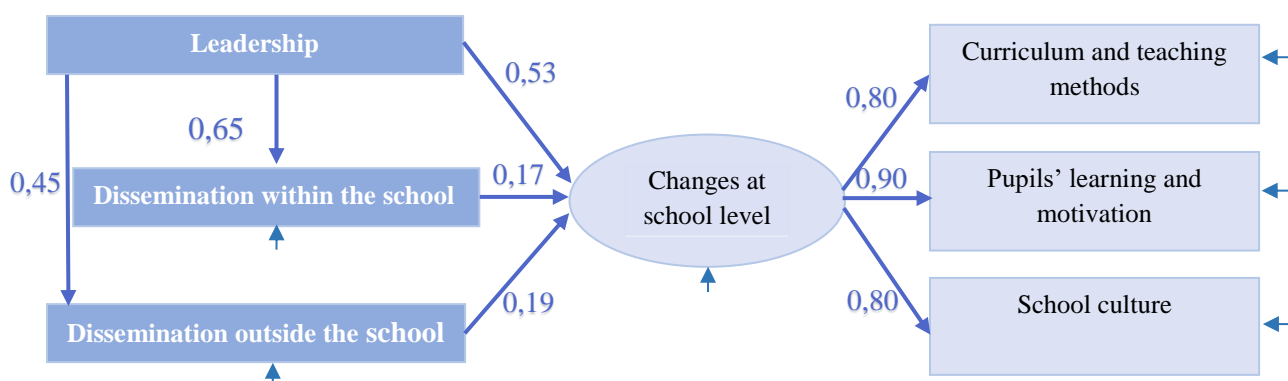 Leadership
0,53
0,65
0,45
Dissemination within the school
0,17
Dissemination outside the school
0,19
Changes at
school level
0,80
0,90
0,80
Curriculum and teaching
methods
Pupils’ learning and
motivation
School culture